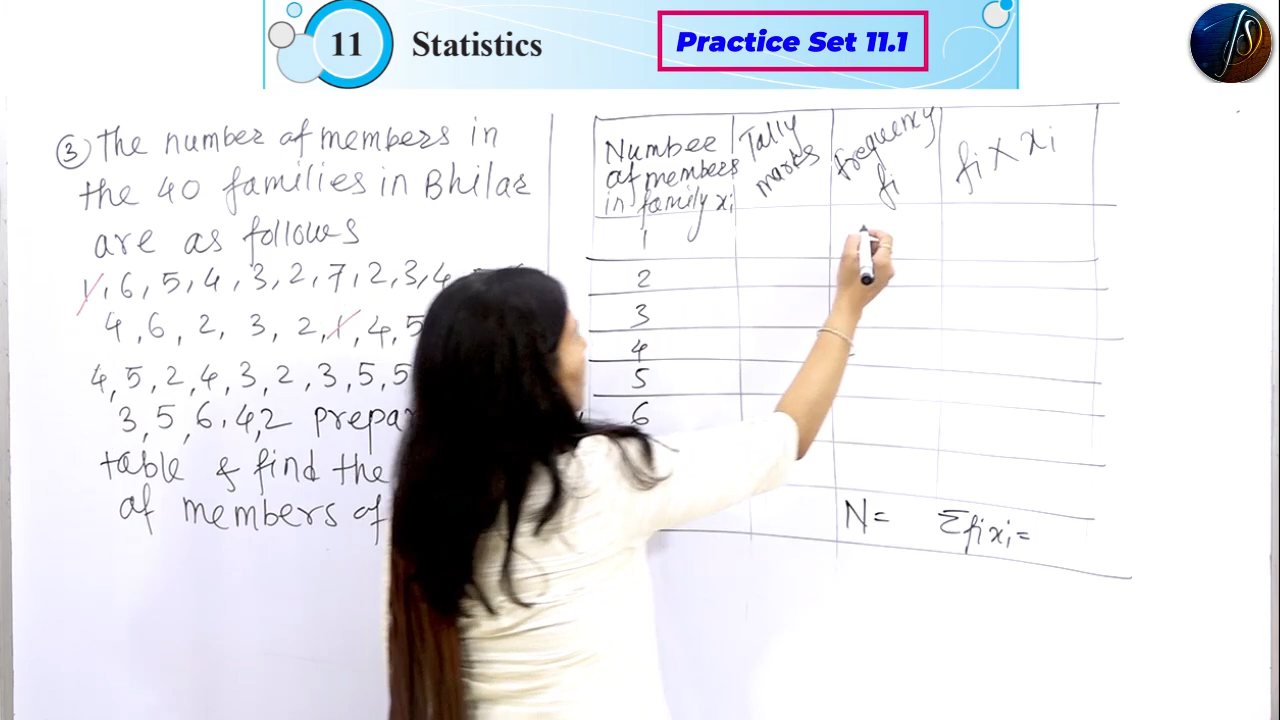 11 Statistics
Practice Set 11.1
③ The number of members in
the 40 families in Bhilar
are as follows
1, 6, 5, 4, 3, 2, 7, 2, 3, 4
4, 6, 2, 3, 2, 1, 4, 5
4, 5, 2, 4, 3, 2, 3, 5, 5
3, 5, 6, 4, 2 prepar
table & find the
of members of
Number of members in family xi
Tally marks
frequency fi
fi × xi
1
2
3
4
5
6
N=
Σfixi=